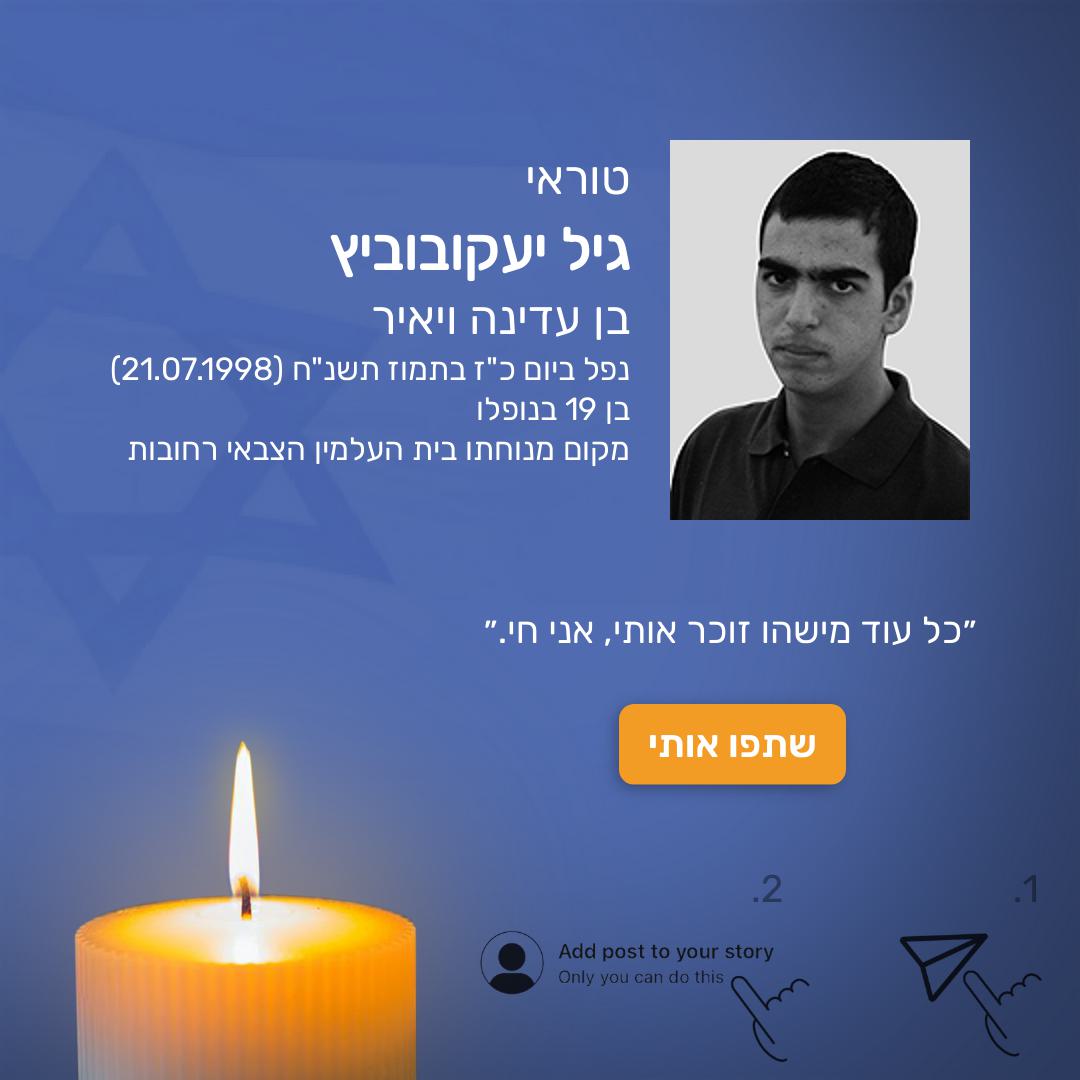 טוראי
גיל יעקובוביץ
בן עדינה ויאיר
נפל ביום כ"ז בתמוז תשנ"ח (21.07.1998)
בן 19 בנופלו
מקום מנוחתו בית העלמין הצבאי רחובות
״כל עוד מישהו זוכר אותי, אני חי.״
שתפו אותי
1.
2.
Add post to your story
Only you can do this